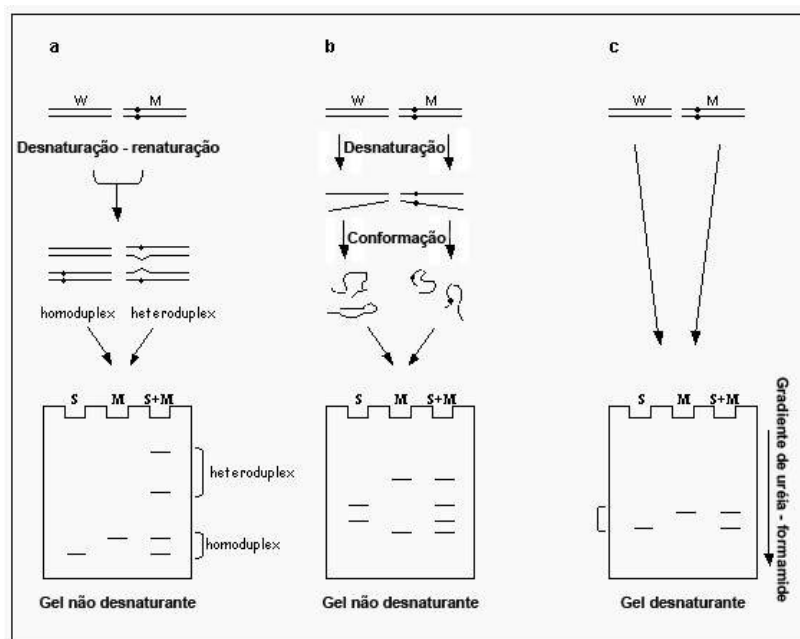 a
W M
Desnaturação - renaturação
homoduplex heteroduplex
S M S+M
heteroduplex
homoduplex
Gel não desnaturante
b
W M
Desnaturação
Conformação
S M S+M
Gel não desnaturante
c
W M
S M S+M
Gradiente de uréia - formamide
Gel desnaturante